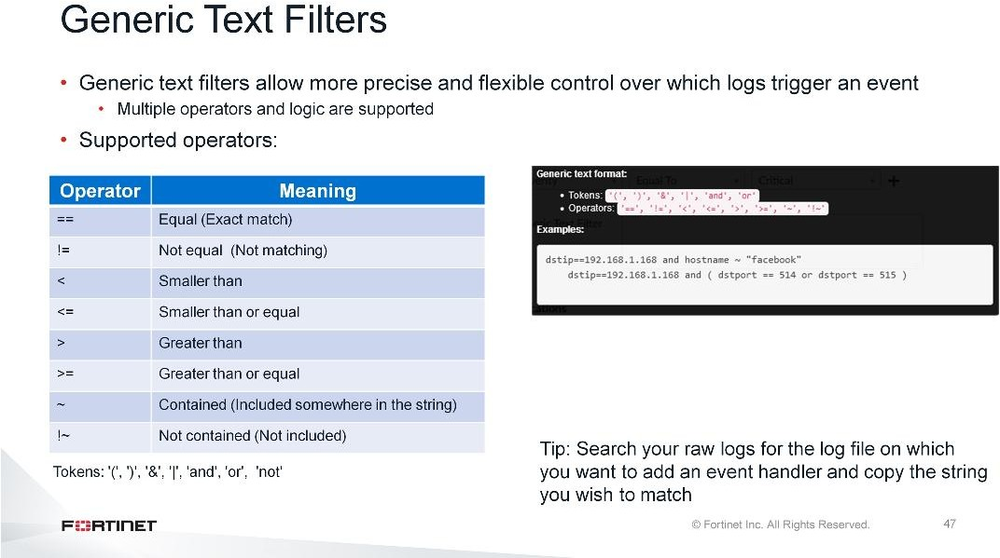 Generic Text Filters
• Generic text filters allow more precise and flexible control over which logs trigger an event
• Multiple operators and logic are supported
• Supported operators:
Operator Meaning
== Equal (Exact match)
!= Not equal (Not matching)
< Smaller than
<= Smaller than or equal
> Greater than
>= Greater than or equal
~ Contained (Included somewhere in the string)
!~ Not contained (Not included)
Tokens: '(', ')', '&', '|', 'and', 'or', 'not'
Generic text format:
Equal To Critical +
• Tokens: '(', ')', '&', '|', 'and', 'or'
• Operators: '==', '!=', '<', '<=', '>', '>=', '~', '!~'
Examples:
dstip==192.168.1.168 and hostname ~ "facebook"
dstip==192.168.1.168 and ( dstport == 514 or dstport == 515 )
Tip: Search your raw logs for the log file on which
you want to add an event handler and copy the string
you wish to match
FORTINET
© Fortinet Inc. All Rights Reserved.
47